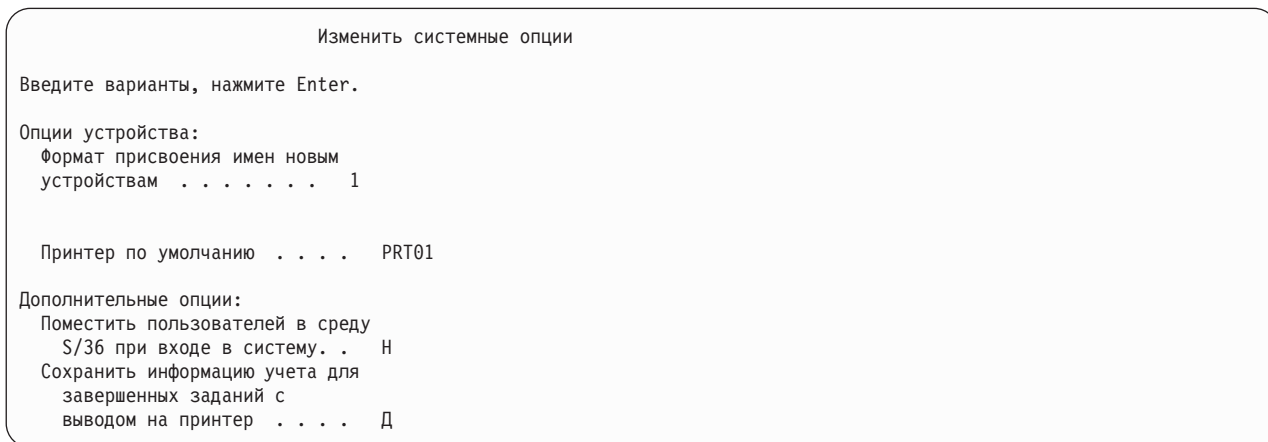 Изменить системные опции
Введите варианты, нажмите Enter.
Опции устройства:
Формат присвоения имен новым
устройствам . . . . . . . 1
Принтер по умолчанию . . . . PRT01
Дополнительные опции:
Поместить пользователей в среду
S/36 при входе в систему. . Н
Сохранить информацию учета для
завершенных заданий с
выводом на принтер . . . . Д